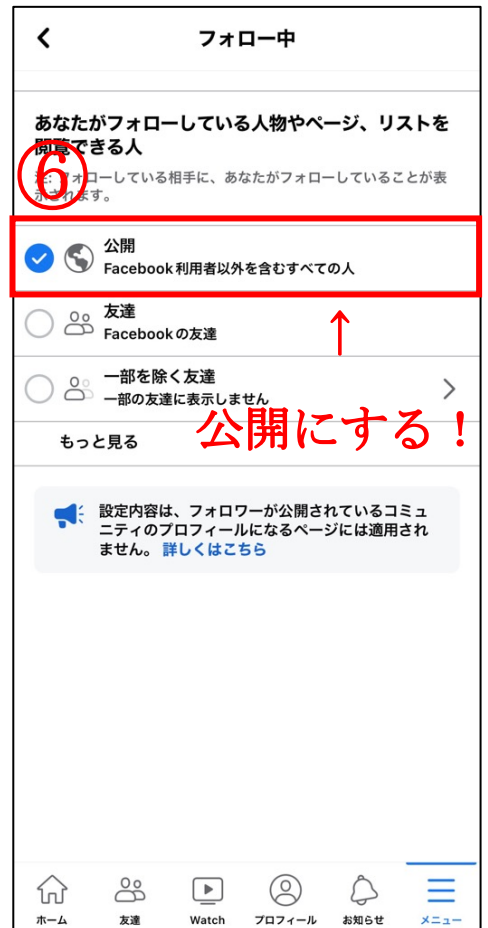 フォロー中
あなたがフォローしている人物やページ、リストを
閲覧できる人
⑥
注: フォローしている相手に、あなたがフォローしていることが表
示されます。
公開
Facebook利用者以外を含むすべての人
友達
Facebookの友達
↑
一部を除く友達
一部の友達に表示しません
公開にする！
もっと見る
設定内容は、フォロワーが公開されているコミュ
ニティのプロフィールになるページには適用され
ません。 詳しくはこちら
ホーム 友達 Watch プロフィール お知らせ メニュー